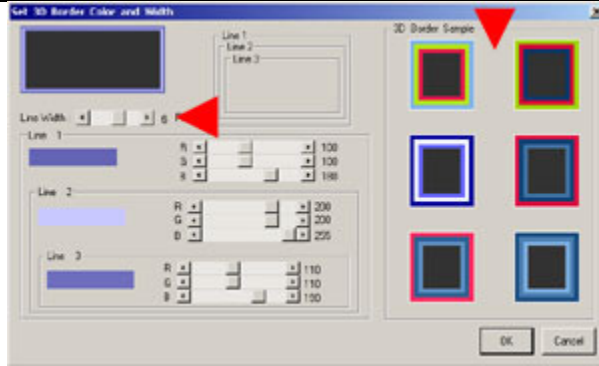 Set 3D Border Color and Width
Line 1
Line 2
Line 3
3D Border Sample
Line Width 6
Line 1
R 100
G 100
B 180
Line 2
R 200
G 200
B 255
Line 3
R 110
G 110
B 190
OK Cancel